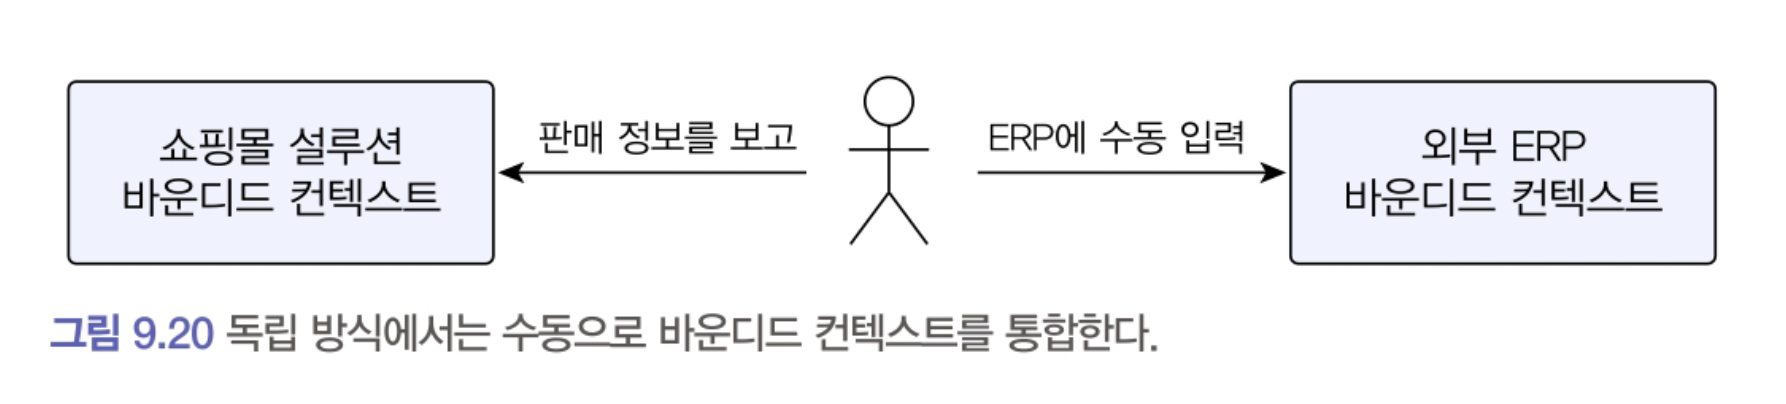 쇼핑몰 설루션
바운디드 컨텍스트
판매 정보를 보고
ERP에 수동 입력
외부 ERP
바운디드 컨텍스트
그림 9.20 독립 방식에서는 수동으로 바운디드 컨텍스트를 통합한다.